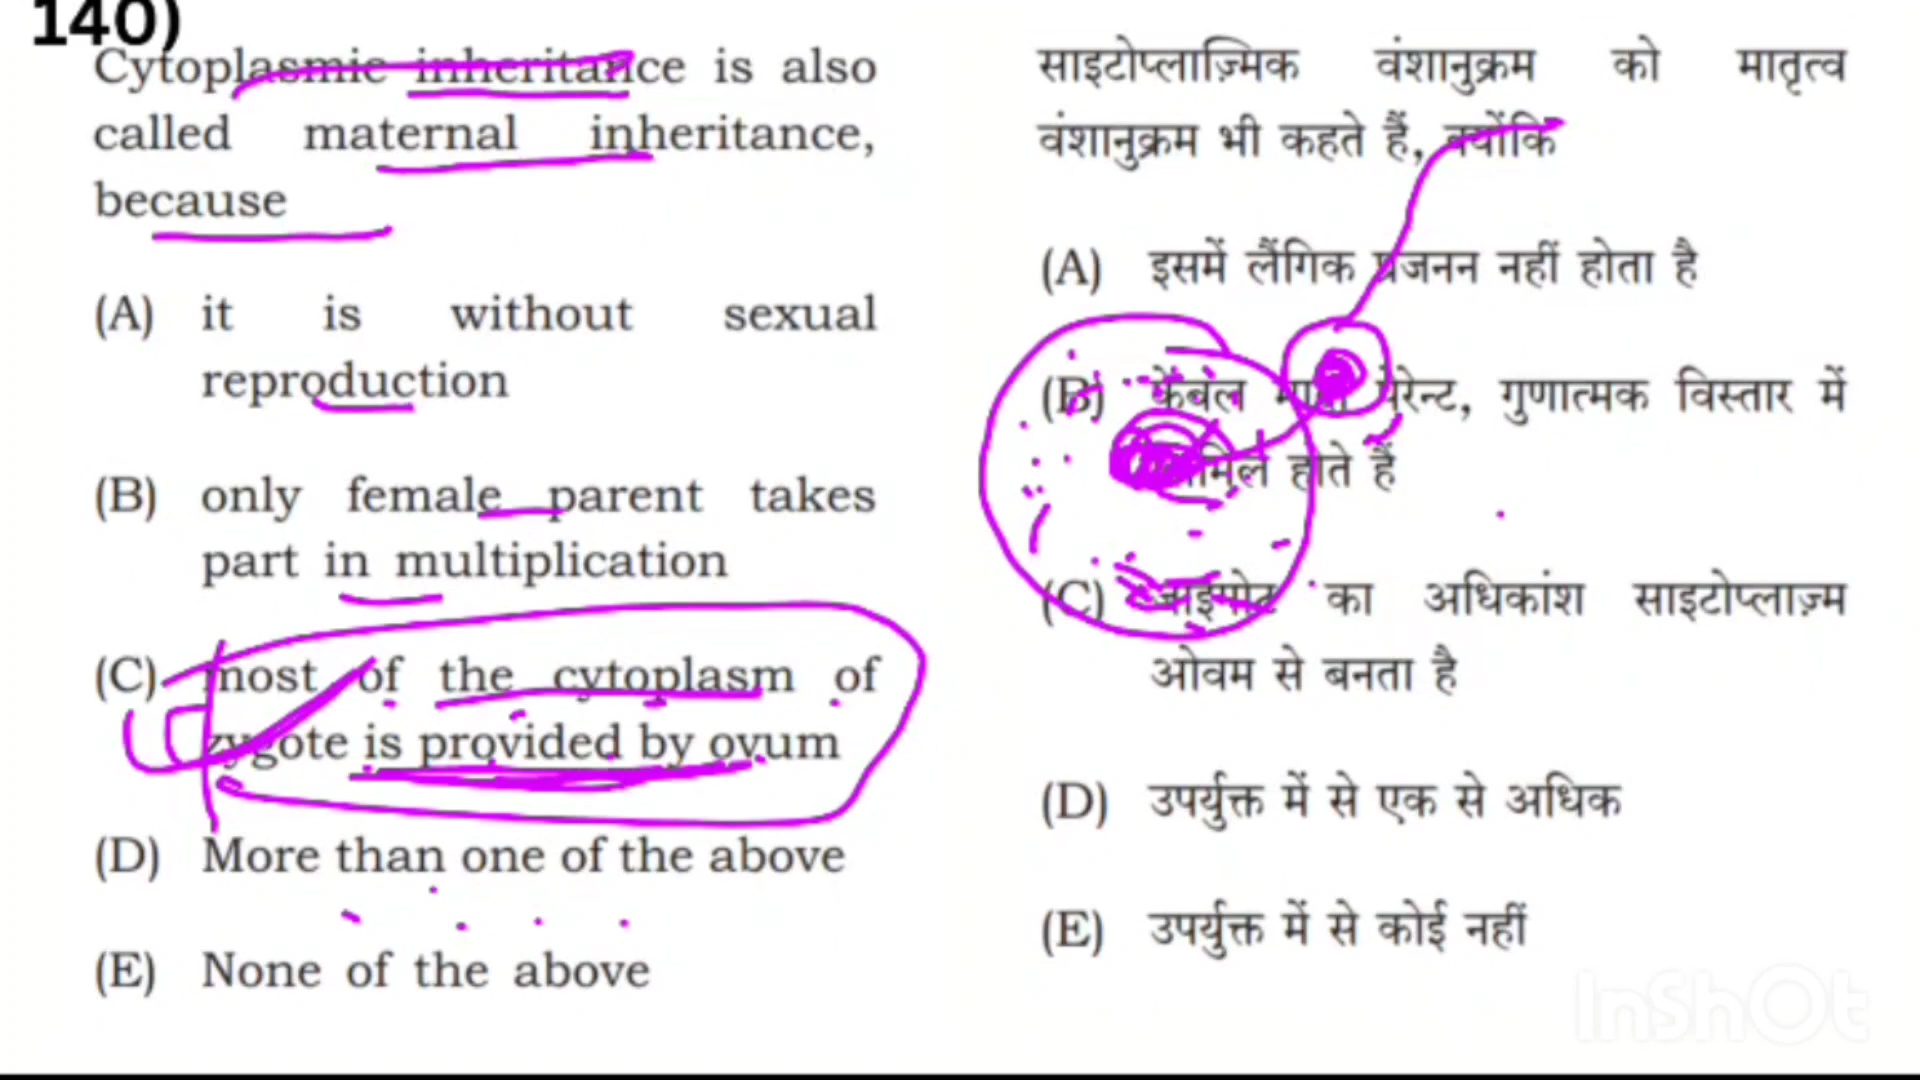 140)
Cytoplasmic inheritance is also
called maternal inheritance,
because
(A) it is without sexual
reproduction
(B) only female parent takes
part in multiplication
(C) most of the cytoplasm of
zygote is provided by ovum
(D) More than one of the above
(E) None of the above
साइटोप्लाज़्मिक वंशानुक्रम को मातृत्व
वंशानुक्रम भी कहते हैं, क्योंकि
(A) इसमें लैंगिक प्रजनन नहीं होता है
(B) केवल पेरेन्ट, गुणात्मक विस्तार में
होते हैं
(C) जाइगोट का अधिकांश साइटोप्लाज़्म
ओवम से बनता है
(D) उपर्युक्त में से एक से अधिक
(E) उपर्युक्त में से कोई नहीं
InShOt